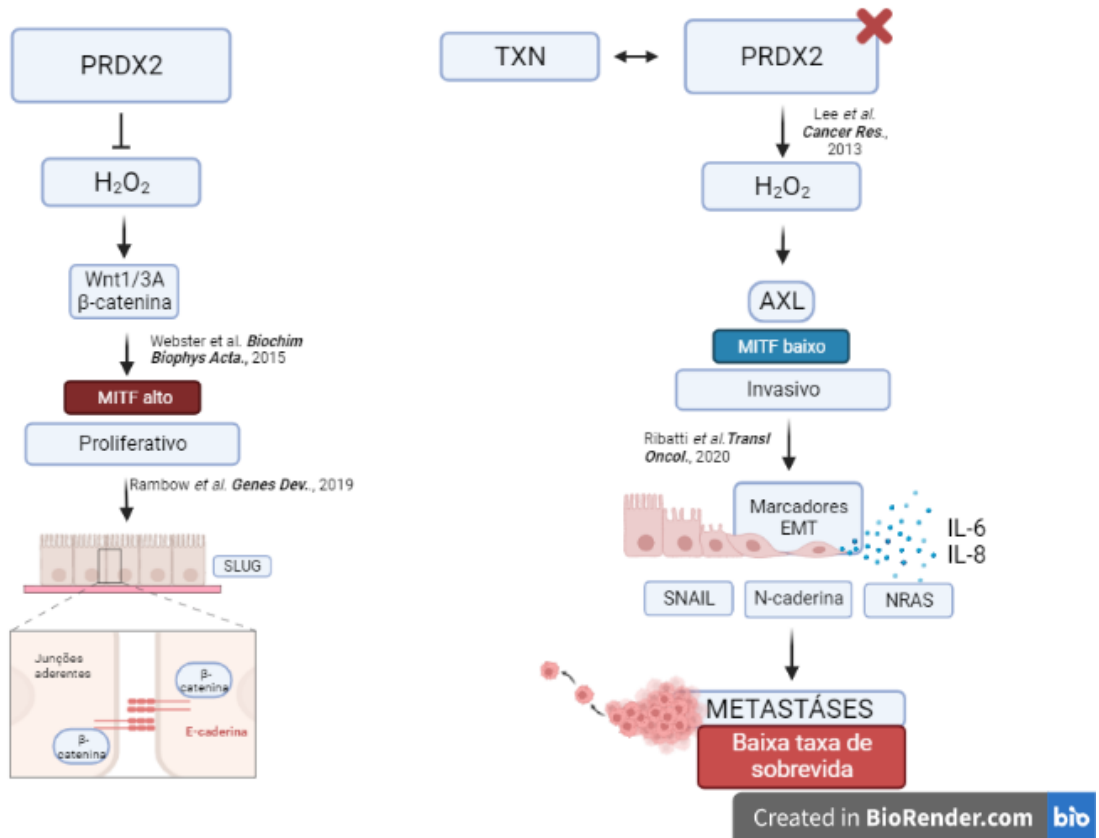 PRDX2
H₂O₂
Wnt1/3A
β-catenina
Webster et al. Biochim
Biophys Acta., 2015
MITF alto
Proliferativo
Rambow et al. Genes Dev.., 2019
SLUG
Junções
aderentes
β-
catenina
β-
catenina
E-caderina
TXN
PRDX2
Lee et al.
Cancer Res.,
2013
H₂O₂
AXL
MITF baixo
Invasivo
Ribatti et al.Transl
Oncol., 2020
Marcadores
EMT
IL-6
IL-8
SNAIL
N-caderina
NRAS
METASTÁSES
Baixa taxa de
sobrevida
Created in BioRender.com bio